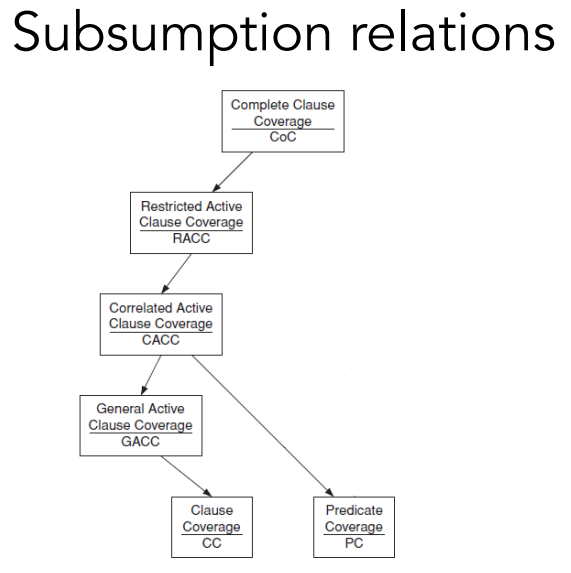 Subsumption relations
Complete Clause
Coverage
CoC
Restricted Active
Clause Coverage
RACC
Correlated Active
Clause Coverage
CACC
General Active
Clause Coverage
GACC
Clause
Coverage
CC
Predicate
Coverage
PC